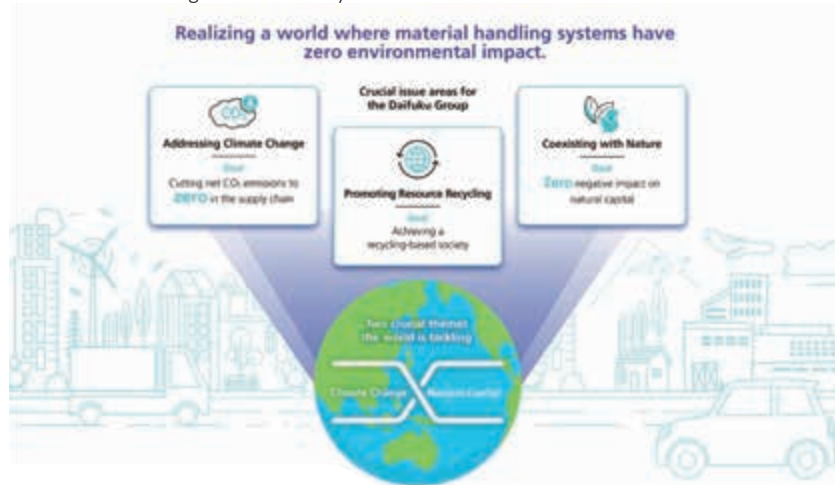 Realizing a world where material handling systems have
zero environmental impact.
Crucial issue areas for
the Daifuku Group
CO₂
Addressing Climate Change
Goal
Cutting net CO₂ emissions to
zero in the supply chain
Promoting Resource Recycling
Goal
Achieving a
recycling-based society
Coexisting with Nature
Goal
Zero negative impact on
natural capital
Two crucial themes
the world is tackling
Climate Change
Natural Capital